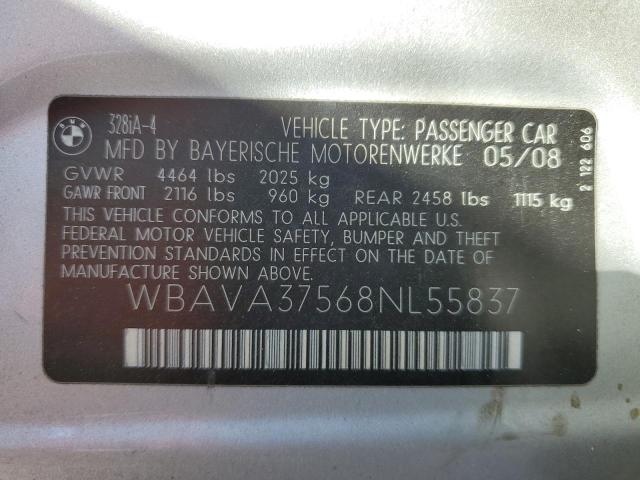 BMW
328iA-4
VEHICLE TYPE: PASSENGER CAR
MFD BY BAYERISCHE MOTORENWERKE 05/08
GVWR 4464 lbs 2025 kg
GAWR FRONT 2116 lbs 960 kg REAR 2458 lbs 1115 kg
THIS VEHICLE CONFORMS TO ALL APPLICABLE U.S.
FEDERAL MOTOR VEHICLE SAFETY, BUMPER AND THEFT
PREVENTION STANDARDS IN EFFECT ON THE DATE OF
MANUFACTURE SHOWN ABOVE.
WBAVA37568NL55837
2 122 606